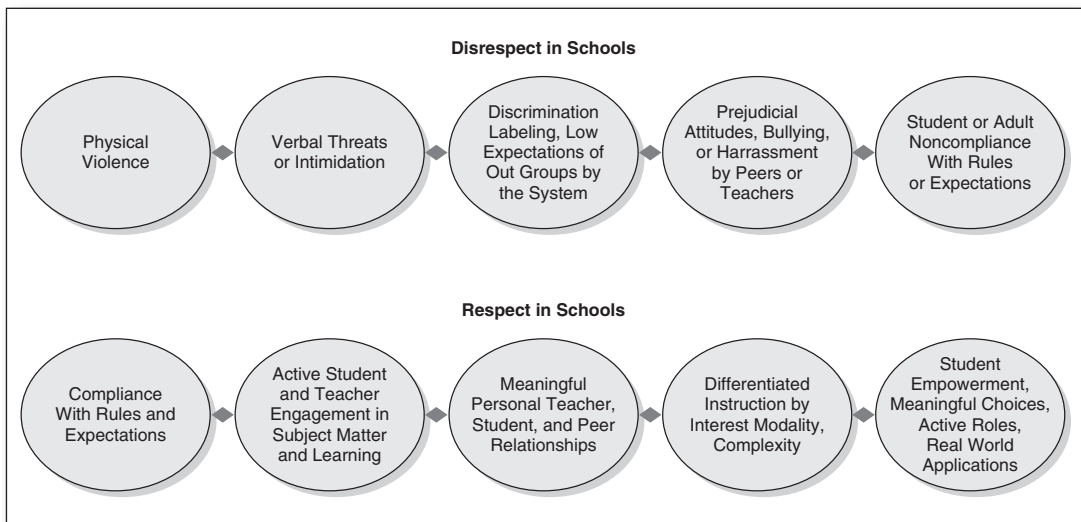 Disrespect in Schools
Physical
Violence
Verbal Threats
or Intimidation
Discrimination
Labeling, Low
Expectations of
Out Groups by
the System
Prejudicial
Attitudes, Bullying,
or Harrassment
by Peers or
Teachers
Student or Adult
Noncompliance
With Rules
or Expectations
Respect in Schools
Compliance
With Rules and
Expectations
Active Student
and Teacher
Engagement in
Subject Matter
and Learning
Meaningful
Personal Teacher,
Student, and Peer
Relationships
Differentiated
Instruction by
Interest Modality,
Complexity
Student
Empowerment,
Meaningful Choices,
Active Roles,
Real World
Applications